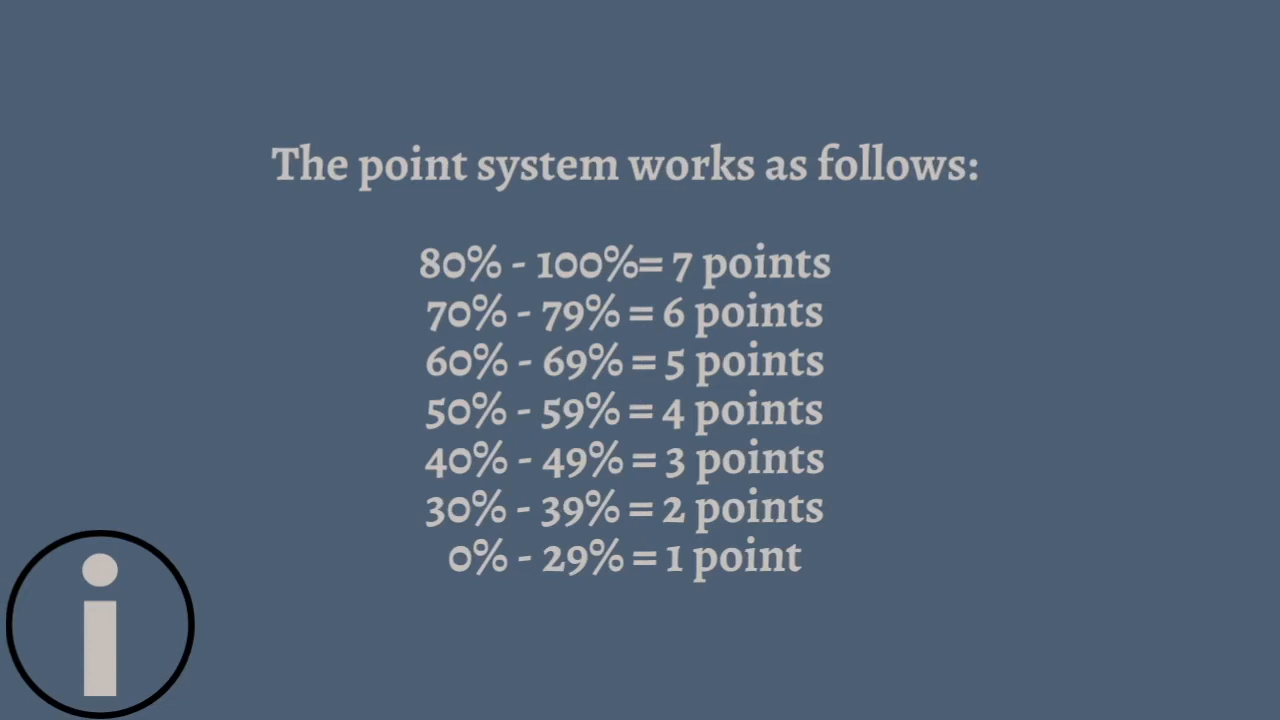 The point system works as follows:
80% - 100%= 7 points
70% - 79% = 6 points
60% - 69% = 5 points
50% - 59% = 4 points
40% - 49% = 3 points
30% - 39% = 2 points
0% - 29% = 1 point
i